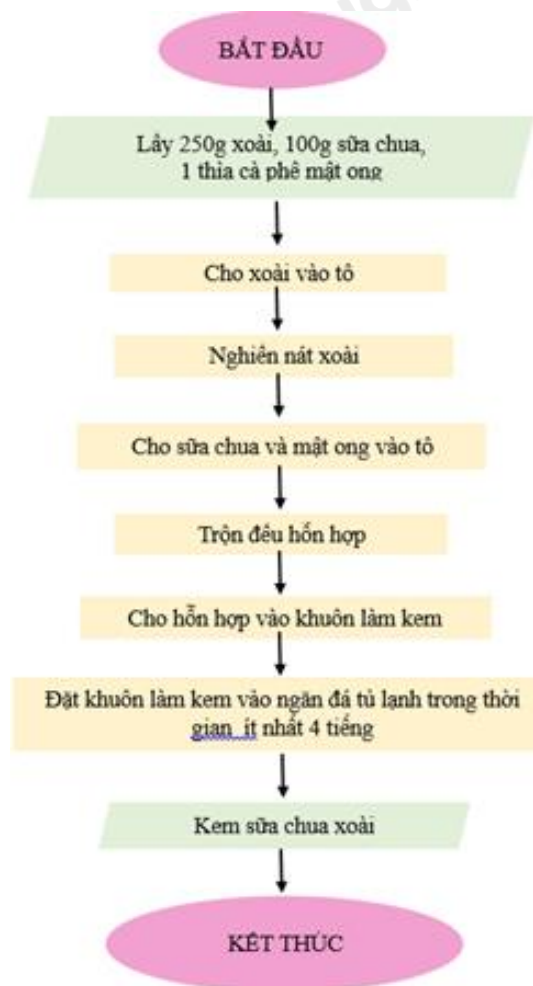 BẮT ĐẦU
Lấy 250g xoài, 100g sữa chua,
1 thìa cà phê mật ong
Cho xoài vào tô
Nghiền nát xoài
Cho sữa chua và mật ong vào tô
Trộn đều hỗn hợp
Cho hỗn hợp vào khuôn làm kem
Đặt khuôn làm kem vào ngăn đá tủ lạnh trong thời
gian ít nhất 4 tiếng
Kem sữa chua xoài
KẾT THÚC